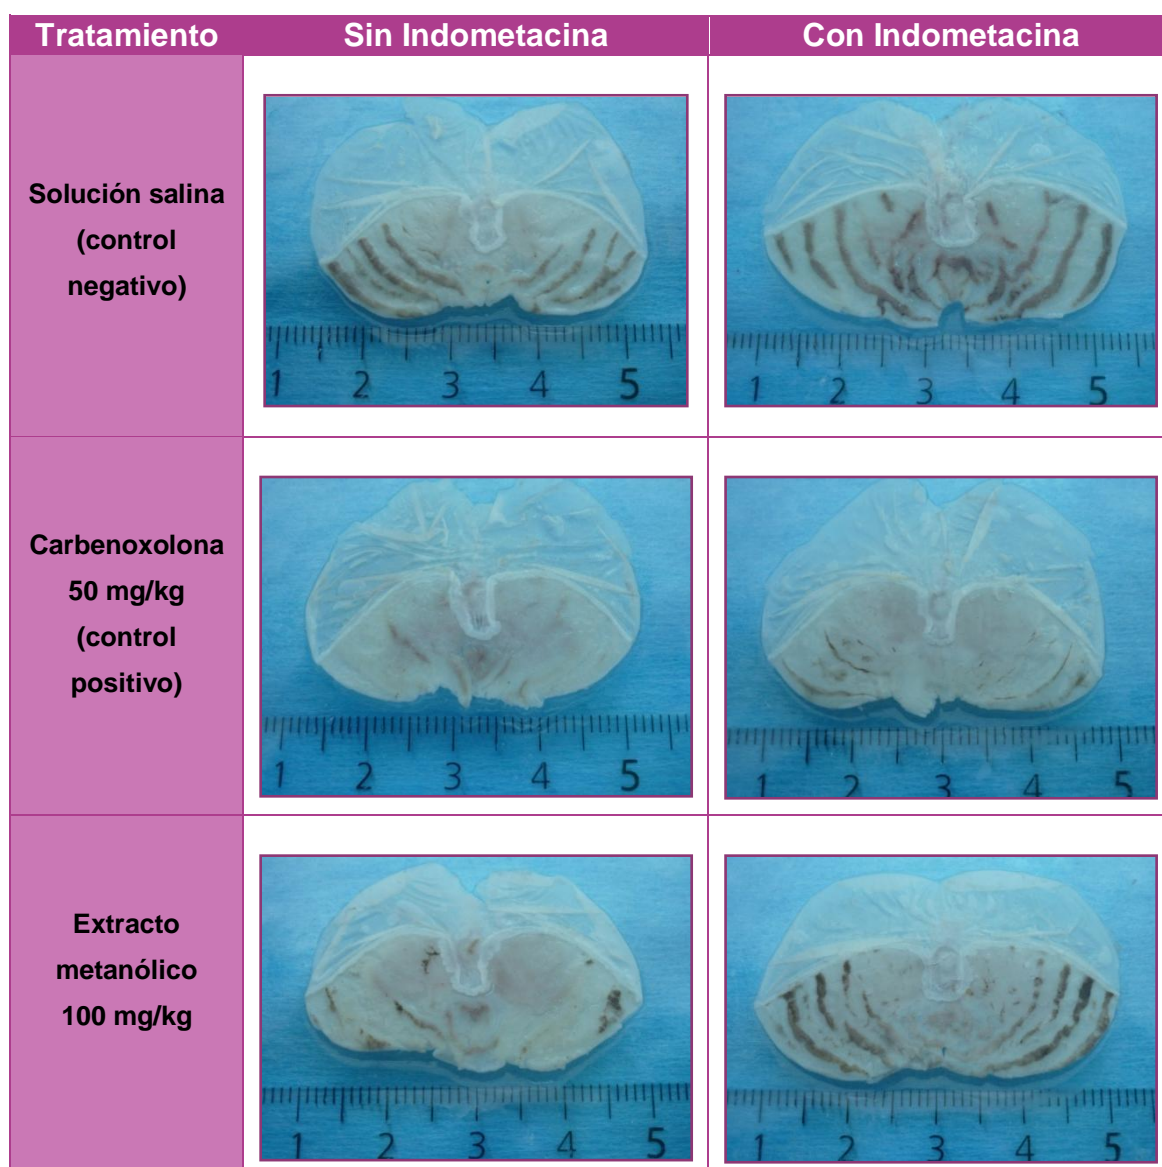 Tratamiento Sin Indometacina Con Indometacina
Solución salina
(control
negativo)
1 2 3 4 5
1 2 3 4 5
Carbenoxolona
50 mg/kg
(control
positivo)
1 2 3 4 5
1 2 3 4 5
Extracto
metanólico
100 mg/kg
1 2 3 4 5
1 2 3 4 5